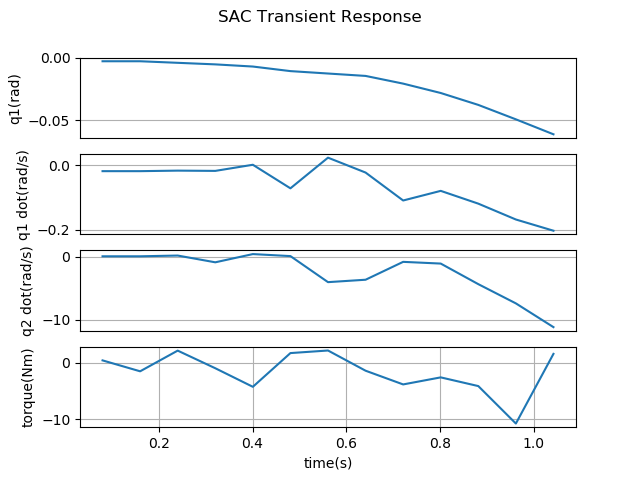 SAC Transient Response
q1(rad)
0.00
−0.05
q1 dot(rad/s)
0.0
−0.2
q2 dot(rad/s)
0
−10
torque(Nm)
0
−10
0.2 0.4 0.6 0.8 1.0
time(s)